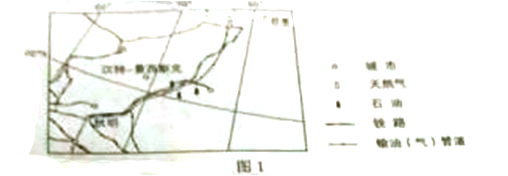 60°
汉特-曼西斯克
秋明
城 市
天然气
石 油
铁 路
输油（气）管道
图1